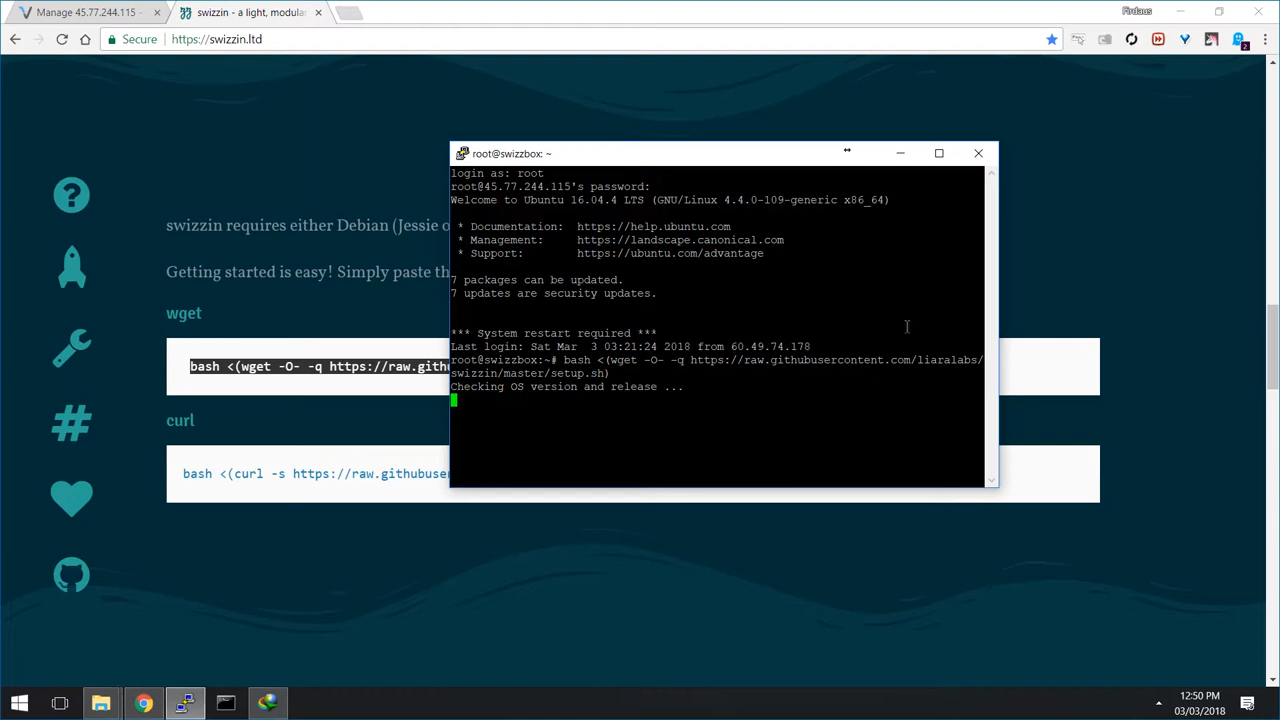 Manage 45.77.244.115 -
swizzin - a light, modula
Firdaus
Secure
https://swizzin.ltd
2
swizzin requires either Debian (Jessie o
Getting started is easy! Simply paste th
wget
bash <(wget -O- -q https://raw.githu
curl
bash <(curl -s https://raw.githubuse
root@swizzbox: ~
login as: root
root@45.77.244.115's password:
Welcome to Ubuntu 16.04.4 LTS (GNU/Linux 4.4.0-109-generic x86_64)
* Documentation: https://help.ubuntu.com
* Management: https://landscape.canonical.com
* Support: https://ubuntu.com/advantage
7 packages can be updated.
7 updates are security updates.
*** System restart required ***
Last login: Sat Mar 3 03:21:24 2018 from 60.49.74.178
root@swizzbox:~# bash <(wget -O- -q https://raw.githubusercontent.com/liaralabs/
swizzin/master/setup.sh)
Checking OS version and release ...
12:50 PM
03/03/2018